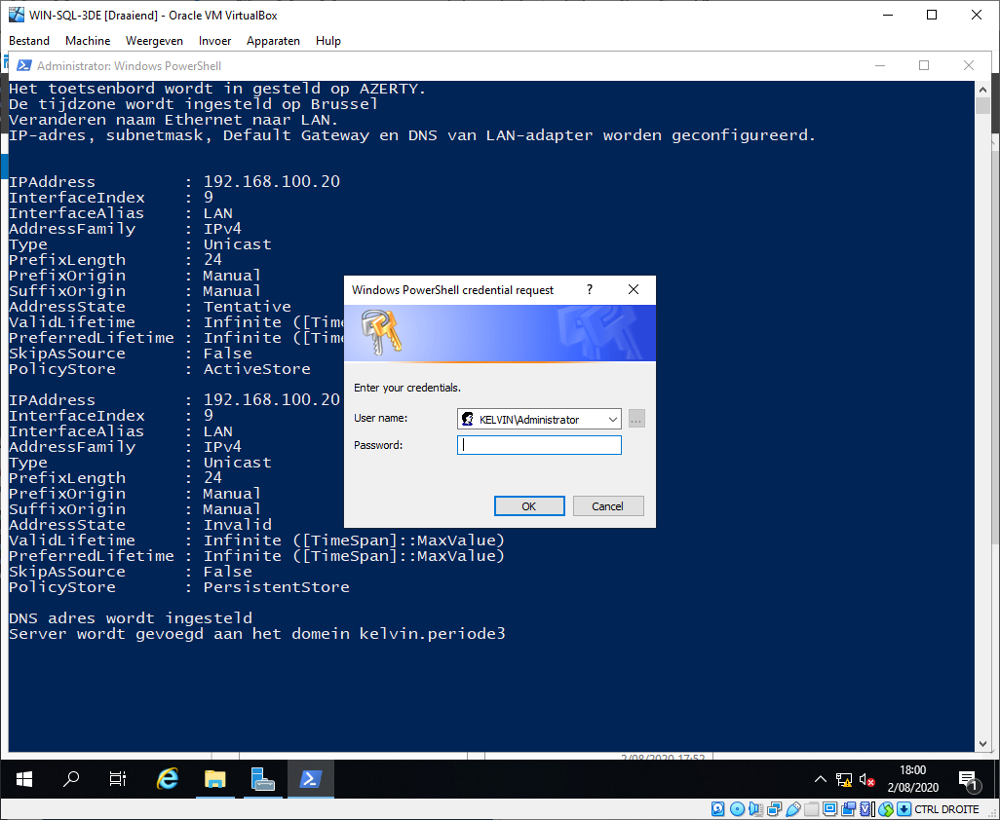 WIN-SQL-3DE [Draaiend] - Oracle VM VirtualBox
Bestand Machine Weergeven Invoer Apparaten Hulp
Administrator: Windows PowerShell
Het toetsenbord wordt in gesteld op AZERTY.
De tijdzone wordt ingesteld op Brussel
Veranderen naam Ethernet naar LAN.
IP-adres, subnetmask, Default Gateway en DNS van LAN-adapter worden geconfigureerd.
IPAddress : 192.168.100.20
InterfaceIndex : 9
InterfaceAlias : LAN
AddressFamily : IPv4
Type : Unicast
PrefixLength : 24
PrefixOrigin : Manual
SuffixOrigin : Manual
AddressState : Tentative
ValidLifetime : Infinite ([Time
PreferredLifetime : Infinite ([Time
SkipAsSource : False
PolicyStore : ActiveStore
IPAddress : 192.168.100.20
InterfaceIndex : 9
InterfaceAlias : LAN
AddressFamily : IPv4
Type : Unicast
PrefixLength : 24
PrefixOrigin : Manual
SuffixOrigin : Manual
AddressState : Invalid
ValidLifetime : Infinite ([TimeSpan]::MaxValue)
PreferredLifetime : Infinite ([TimeSpan]::MaxValue)
SkipAsSource : False
PolicyStore : PersistentStore
DNS adres wordt ingesteld
Server wordt gevoegd aan het domein kelvin.periode3
Windows PowerShell credential request ?
Enter your credentials.
User name: KELVIN\Administrator ...
Password:
OK Cancel
2/08/2020 17:52
18:00
2/08/2020
1
CTRL DROITE